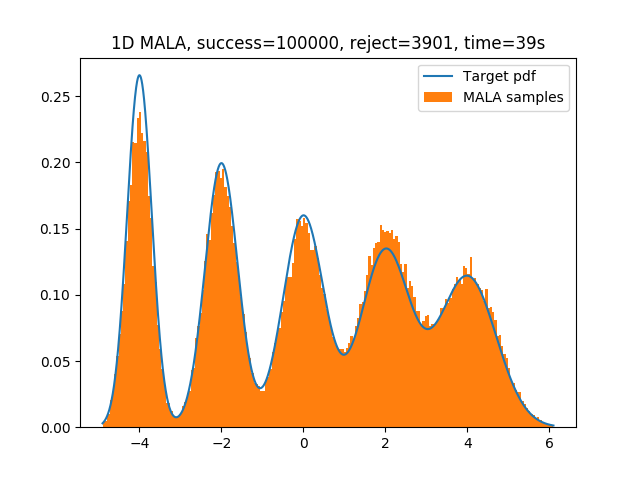 1D MALA, success=100000, reject=3901, time=39s
Target pdf
MALA samples
0.25
0.20
0.15
0.10
0.05
0.00
−4 −2 0 2 4 6